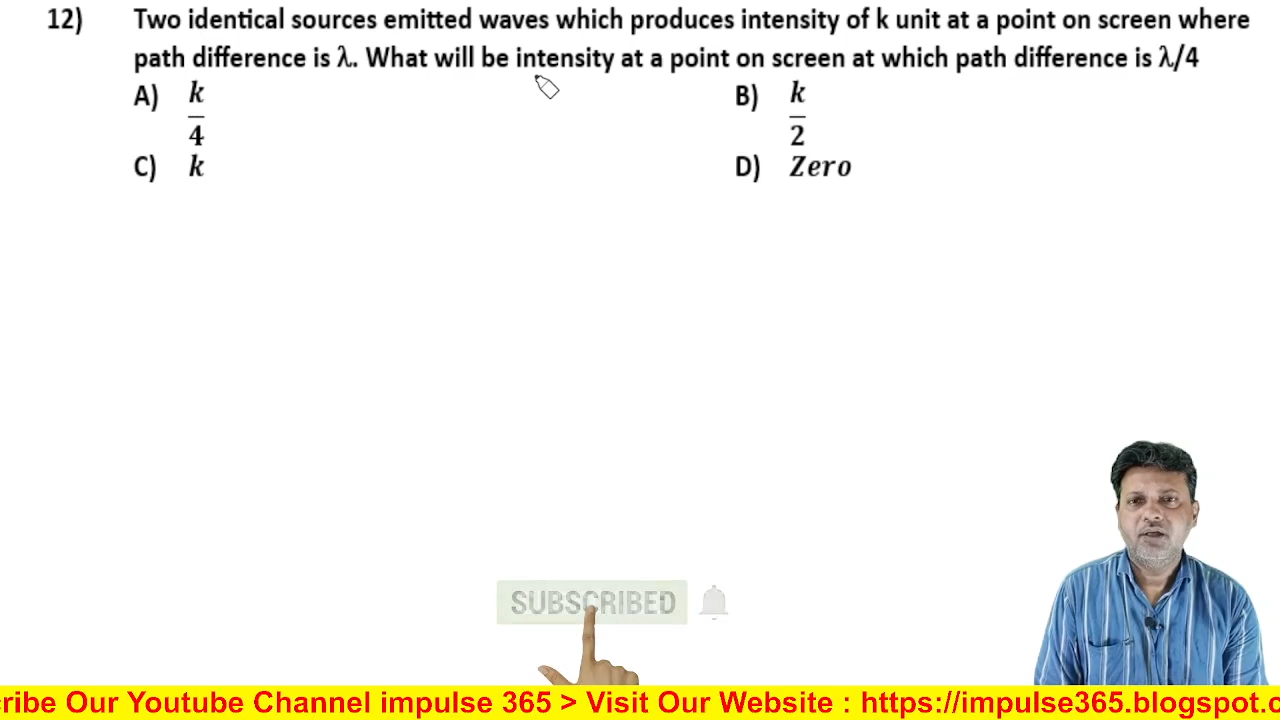 12) Two identical sources emitted waves which produces intensity of k unit at a point on screen where
path difference is λ. What will be intensity at a point on screen at which path difference is λ/4
A) k/4 B) k/2
C) k D) Zero
SUBSCRIBED
cribe Our Youtube Channel impulse 365 > Visit Our Website : https://impulse365.blogspot.c